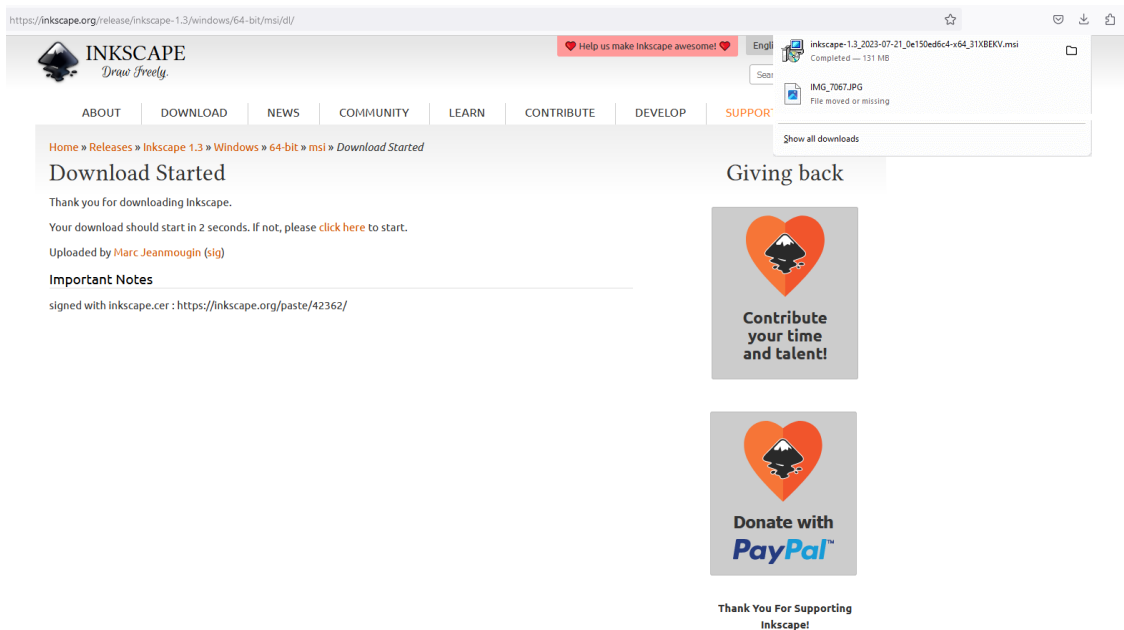 https://inkscape.org/release/inkscape-1.3/windows/64-bit/msi/dl/
inkscape-1.3_2023-07-21_0e150ed6c4-x64_31XBEKV.msi
Completed — 131 MB
IMG_7067.JPG
File moved or missing
Show all downloads
INKSCAPE
Draw Freely.
Help us make Inkscape awesome!
Engli
Sear
ABOUT DOWNLOAD NEWS COMMUNITY LEARN CONTRIBUTE DEVELOP SUPPORT
Home » Releases » Inkscape 1.3 » Windows » 64-bit » msi » Download Started
Download Started
Thank you for downloading Inkscape.
Your download should start in 2 seconds. If not, please click here to start.
Uploaded by Marc Jeanmougin (sig)
Important Notes
signed with inkscape.cer : https://inkscape.org/paste/42362/
Giving back
Contribute
your time
and talent!
Donate with
PayPal™
Thank You For Supporting
Inkscape!